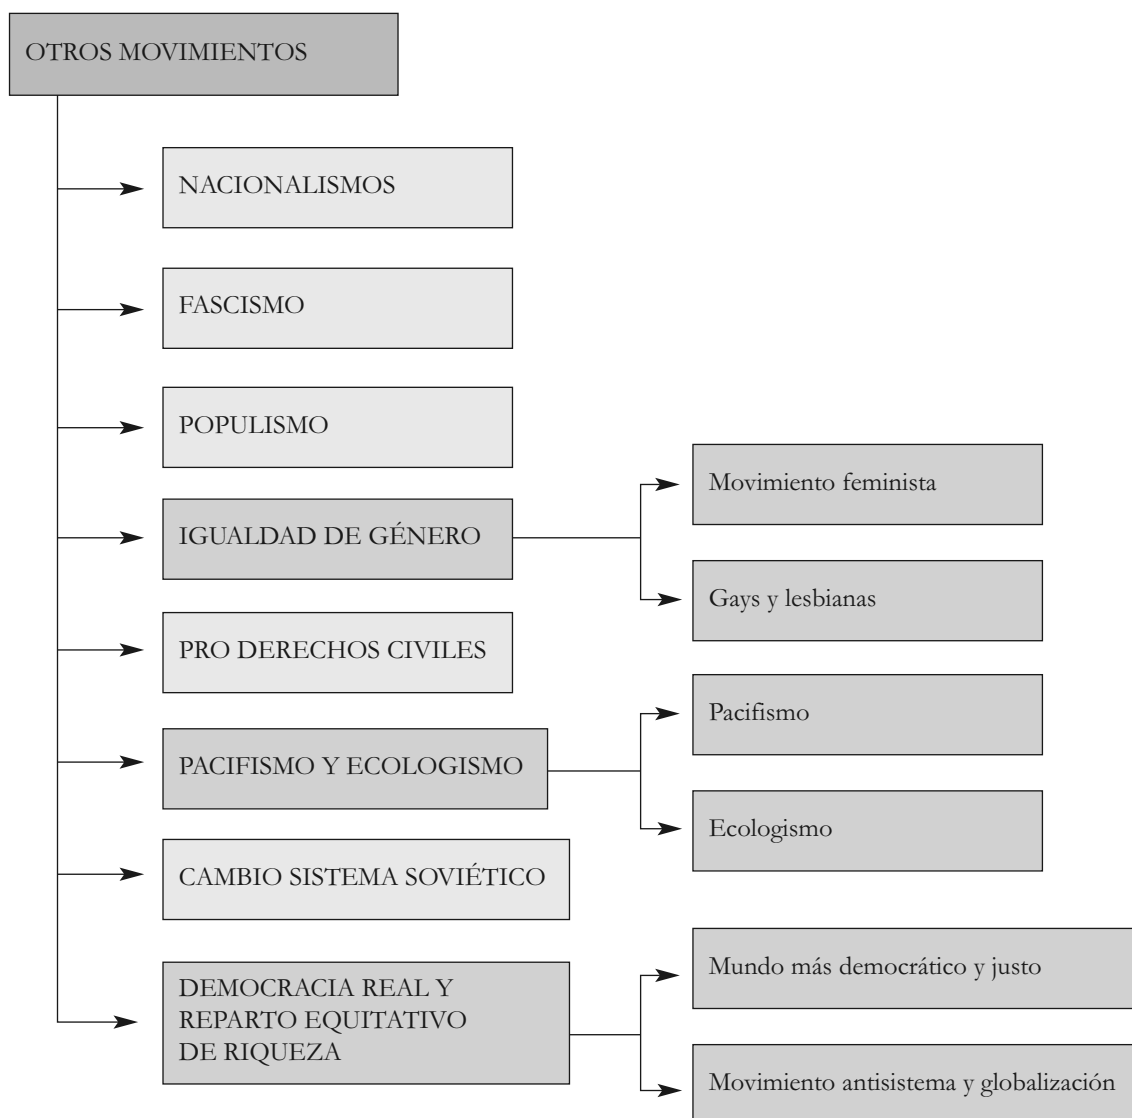 OTROS MOVIMIENTOS
NACIONALISMOS
FASCISMO
POPULISMO
IGUALDAD DE GÉNERO
Movimiento feminista
Gays y lesbianas
PRO DERECHOS CIVILES
PACIFISMO Y ECOLOGISMO
Pacifismo
Ecologismo
CAMBIO SISTEMA SOVIÉTICO
DEMOCRACIA REAL Y
REPARTO EQUITATIVO
DE RIQUEZA
Mundo más democrático y justo
Movimiento antisistema y globalización